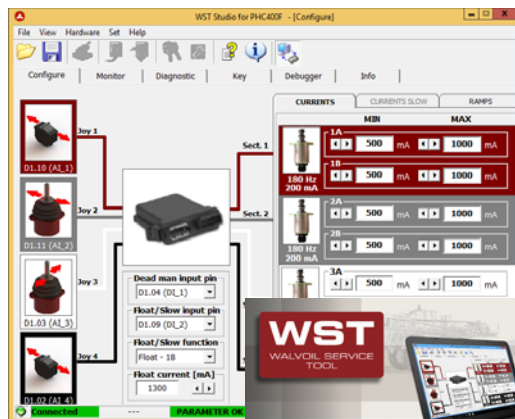 WST Studio for PHC400F - [Configure]
File View Hardware Set Help
Configure Monitor Diagnostic Key Debugger Info
CURRENTS CURRENTS SLOW RAMPS
MIN MAX
Joy 1
Sect. 1
1A
500 mA 1000 mA
1B
500 mA 1000 mA
180 Hz
200 mA
D1.10 (AI_1)
Joy 2
Sect. 2
2A
500 mA 1000 mA
2B
500 mA 1000 mA
180 Hz
200 mA
D1.11 (AI_2)
Joy 3
3A
500 mA 1000 mA
D1.03 (AI_3)
Joy 4
D1.02 (AI_4)
Dead man input pin
D1.04 (DI_1)
Float/Slow input pin
D1.09 (DI_2)
Float/Slow function
Float - 1B
Float current [mA]
1300
WST
WALVOIL SERVICE
TOOL
Connected --- PARAMETER OK